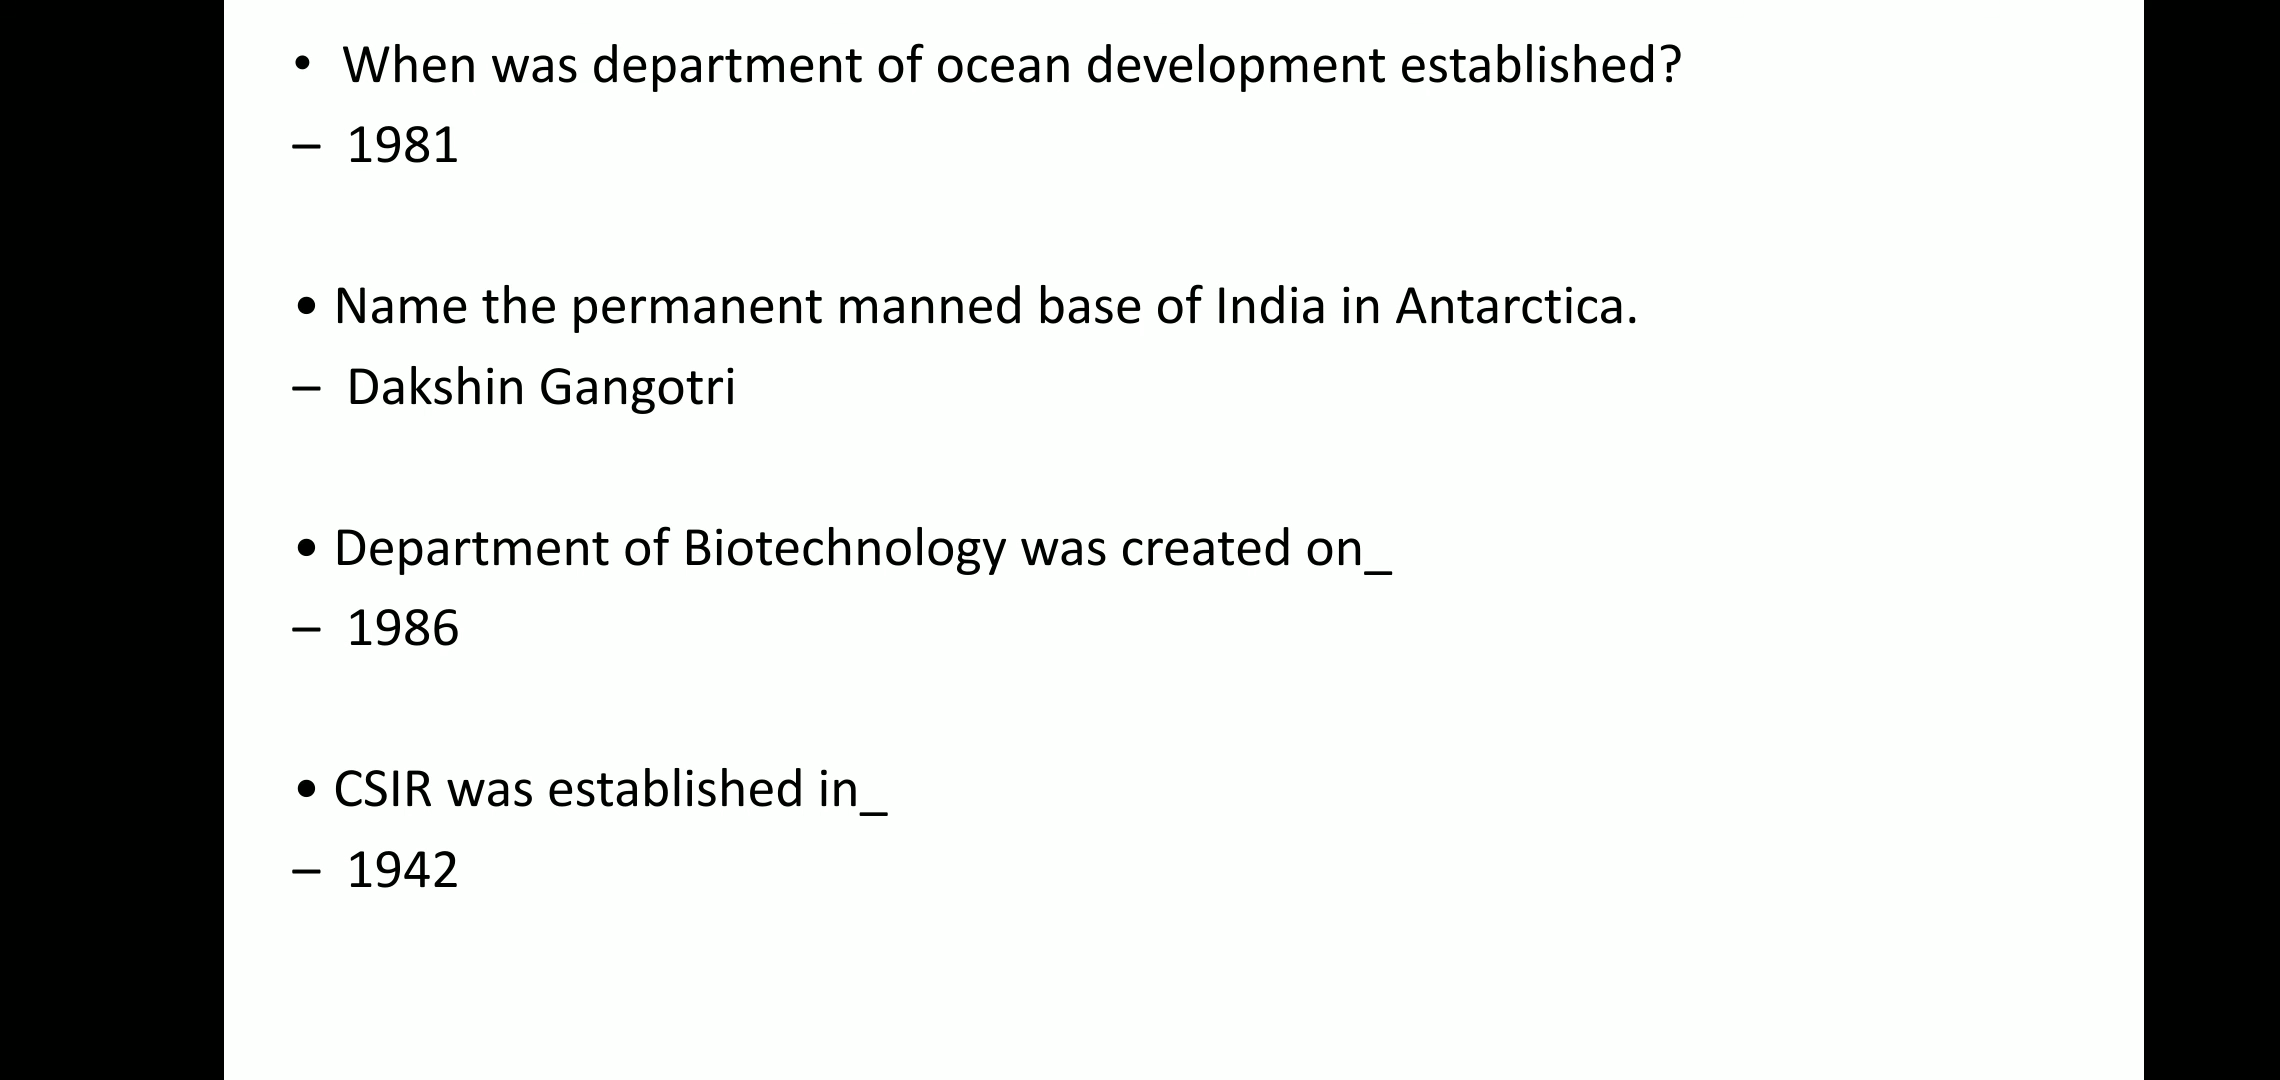 • When was department of ocean development established?
– 1981
• Name the permanent manned base of India in Antarctica.
– Dakshin Gangotri
• Department of Biotechnology was created on_
– 1986
• CSIR was established in_
– 1942